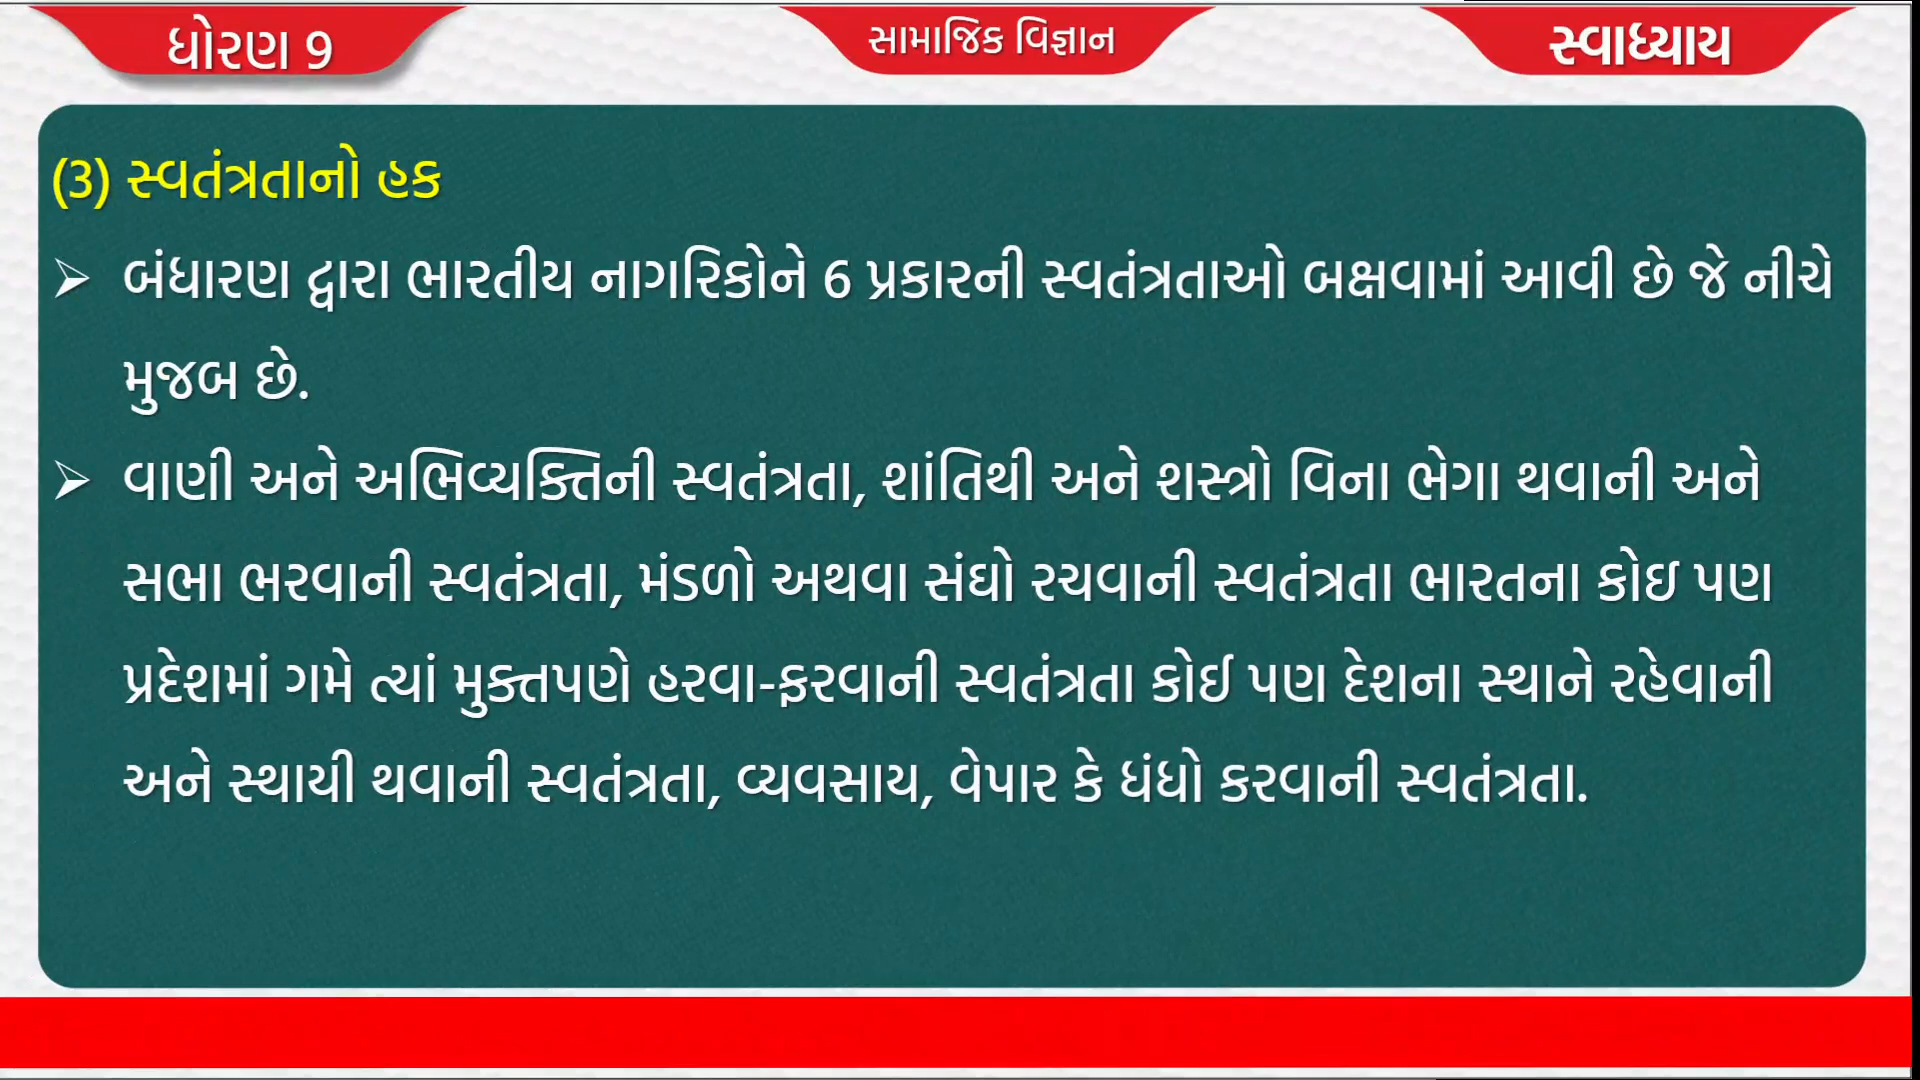 ધોરણ 9
સામાજિક વિજ્ઞાન
સ્વાધ્યાય
(3) સ્વતંત્રતાનો હક
➢ બંધારણ દ્વારા ભારતીય નાગરિકોને 6 પ્રકારની સ્વતંત્રતાઓ બક્ષવામાં આવી છે જે નીચે
મુજબ છે.
➢ વાણી અને અભિવ્યક્તિની સ્વતંત્રતા, શાંતિથી અને શસ્ત્રો વિના ભેગા થવાની અને
સભા ભરવાની સ્વતંત્રતા, મંડળો અથવા સંઘો રચવાની સ્વતંત્રતા ભારતના કોઇ પણ
પ્રદેશમાં ગમે ત્યાં મુક્તપણે હરવા-ફરવાની સ્વતંત્રતા કોઈ પણ દેશના સ્થાને રહેવાની
અને સ્થાયી થવાની સ્વતંત્રતા, વ્યવસાય, વેપાર કે ધંધો કરવાની સ્વતંત્રતા.